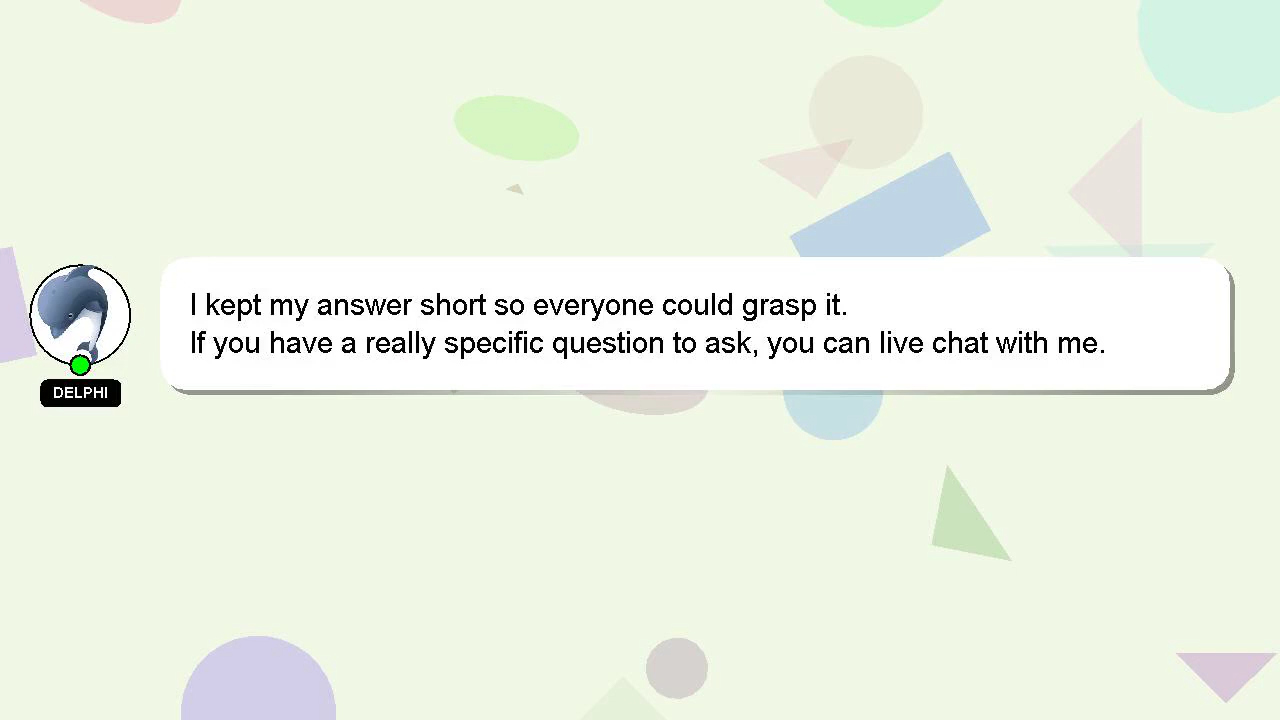 I kept my answer short so everyone could grasp it.
If you have a really specific question to ask, you can live chat with me.
DELPHI